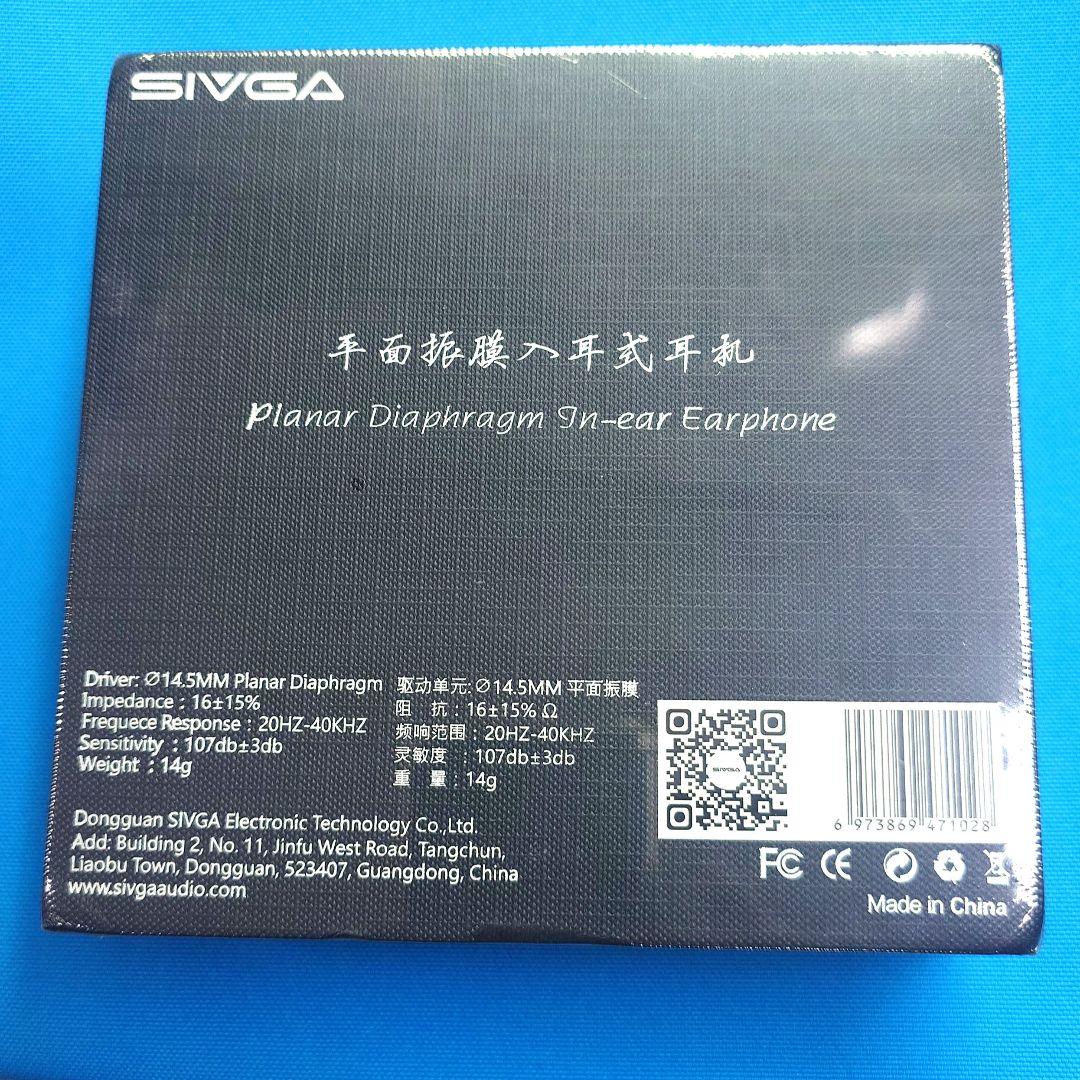 SIVGA
平面振膜入耳式耳机
Planar Diaphragm In-ear Earphone
Driver: Ø14.5MM Planar Diaphragm
Impedance : 16±15%
Frequece Response : 20HZ-40KHZ
Sensitivity : 107db±3db
Weight : 14g
驱动单元: Ø14.5MM 平面振膜
阻 抗 : 16±15% Ω
频响范围 : 20HZ-40KHZ
灵敏度 : 107db±3db
重 量 : 14g
Dongguan SIVGA Electronic Technology Co.,Ltd.
Add: Building 2, No. 11, Jinfu West Road, Tangchun,
Liaobu Town, Dongguan, 523407, Guangdong, China
www.sivgaaudio.com
SIVGA
6 973869 471028
FC CE
Made in China